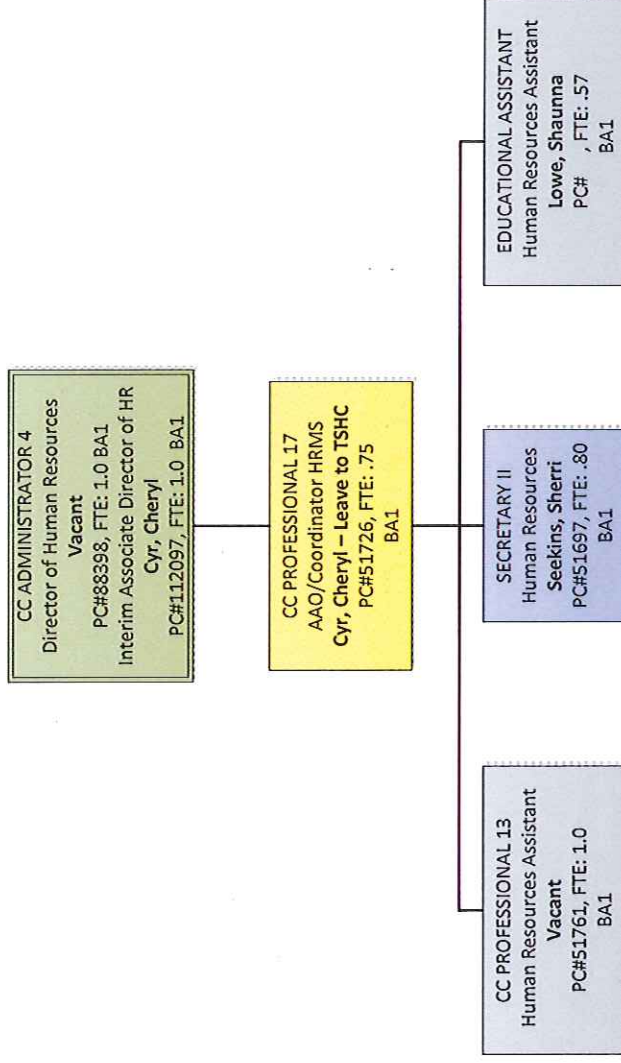 CC ADMINISTRATOR 4
Director of Human Resources
Vacant
PC#88398, FTE: 1.0 BA1
Interim Associate Director of HR
Cyr, Cheryl
PC#112097, FTE: 1.0 BA1
CC PROFESSIONAL 17
AAO/Coordinator HRMS
Cyr, Cheryl – Leave to TSHC
PC#51726, FTE: .75
BA1
CC PROFESSIONAL 13
Human Resources Assistant
Vacant
PC#51761, FTE: 1.0
BA1
SECRETARY II
Human Resources
Seekins, Sherri
PC#51697, FTE: .80
BA1
EDUCATIONAL ASSISTANT
Human Resources Assistant
Lowe, Shaunna
PC# , FTE: .57
BA1